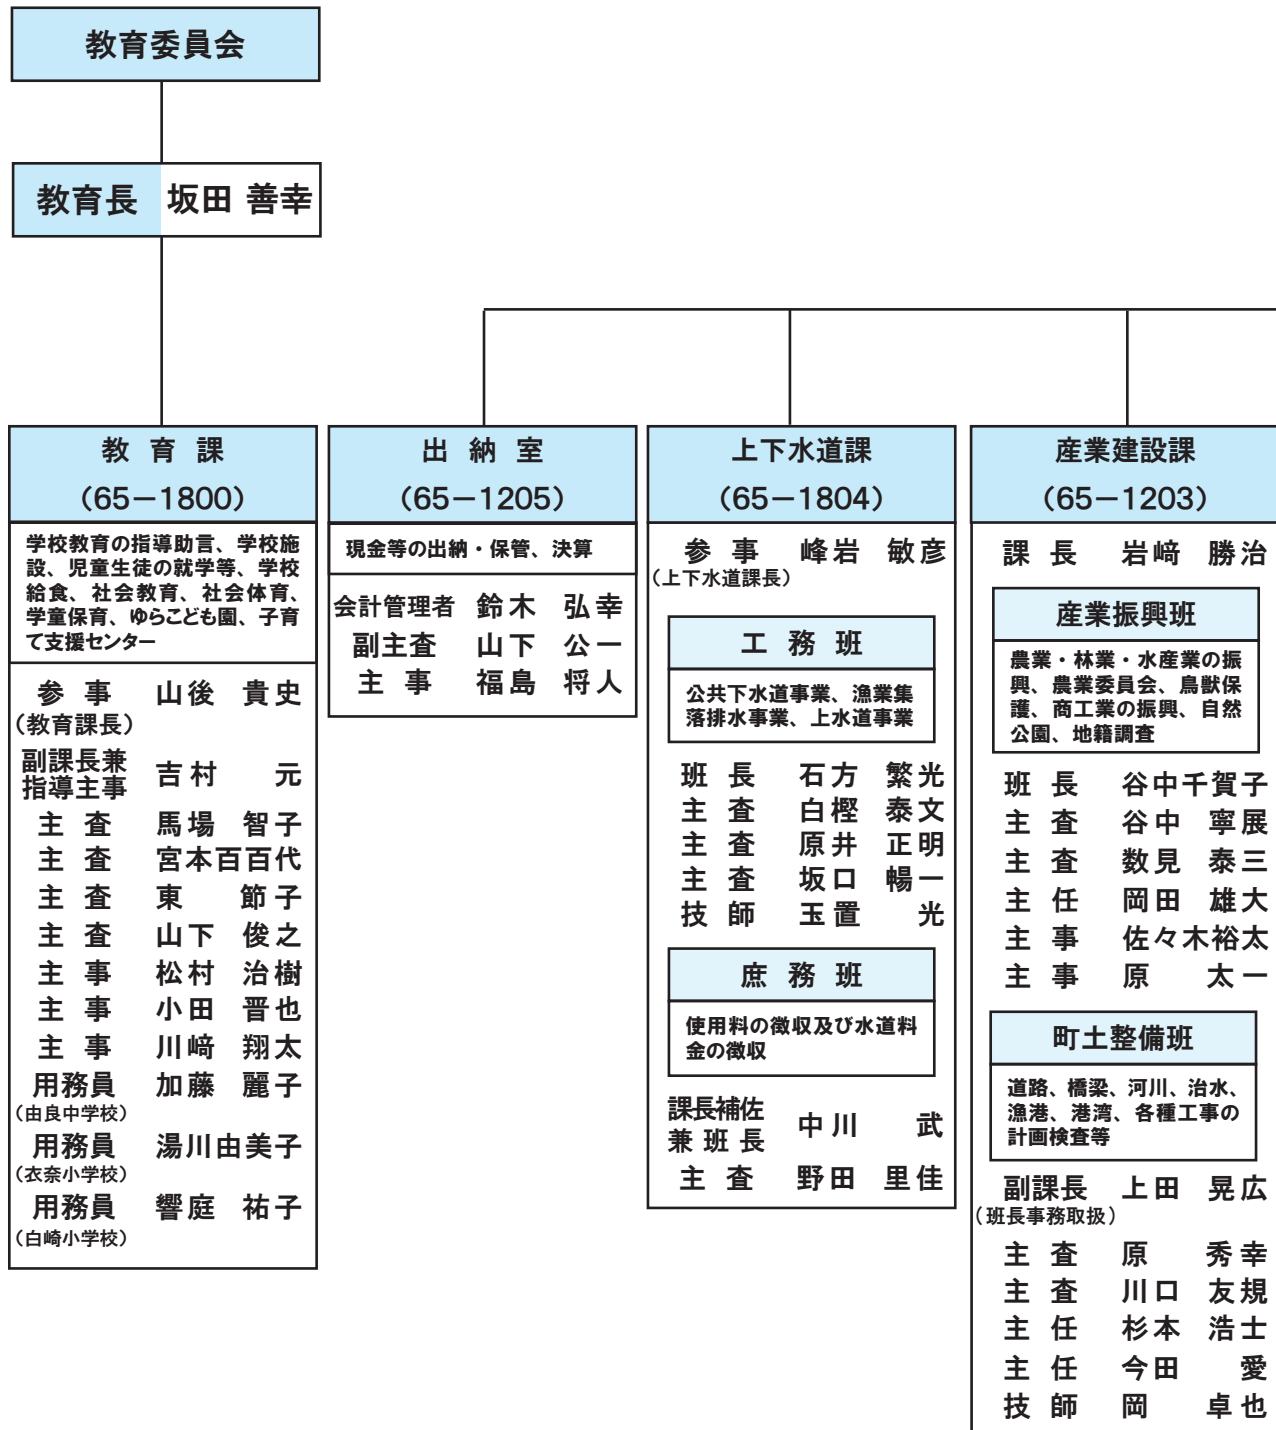 教育委員会
教育長 坂田 善幸
教育課
(65−1800)
学校教育の指導助言、学校施
設、児童生徒の就学等、学校
給食、社会教育、社会体育、
学童保育、ゆらこども園、子育
て支援センター
参事 山後 貴史
(教育課長)
副課長兼
指導主事 吉村 元
主査 馬場 智子
主査 宮本百百代
主査 東 節子
主査 山下 俊之
主事 松村 治樹
主事 小田 晋也
主事 川﨑 翔太
用務員 加藤 麗子
(由良中学校)
用務員 湯川由美子
(衣奈小学校)
用務員 響庭 祐子
(白崎小学校)
出納室
(65−1205)
現金等の出納・保管、決算
会計管理者 鈴木 弘幸
副主査 山下 公一
主事 福島 将人
上下水道課
(65−1804)
参事 峰岩 敏彦
(上下水道課長)
工務班
公共下水道事業、漁業集
落排水事業、上水道事業
班長 石方 繁光
主査 白樫 泰文
主査 原井 正明
主査 坂口 暢一
技師 玉置 光
庶務班
使用料の徴収及び水道料
金の徴収
課長補佐
兼班長 中川 武
主査 野田 里佳
産業建設課
(65−1203)
課長 岩﨑 勝治
産業振興班
農業・林業・水産業の振
興、農業委員会、鳥獣保
護、商工業の振興、自然
公園、地籍調査
班長 谷中千賀子
主査 谷中 寧展
主査 数見 泰三
主任 岡田 雄大
主事 佐々木裕太
主事 原 太一
町土整備班
道路、橋梁、河川、治水、
漁港、港湾、各種工事の
計画検査等
副課長 上田 晃広
(班長事務取扱)
主査 原 秀幸
主査 川口 友規
主任 杉本 浩士
主任 今田 愛
技師 岡 卓也